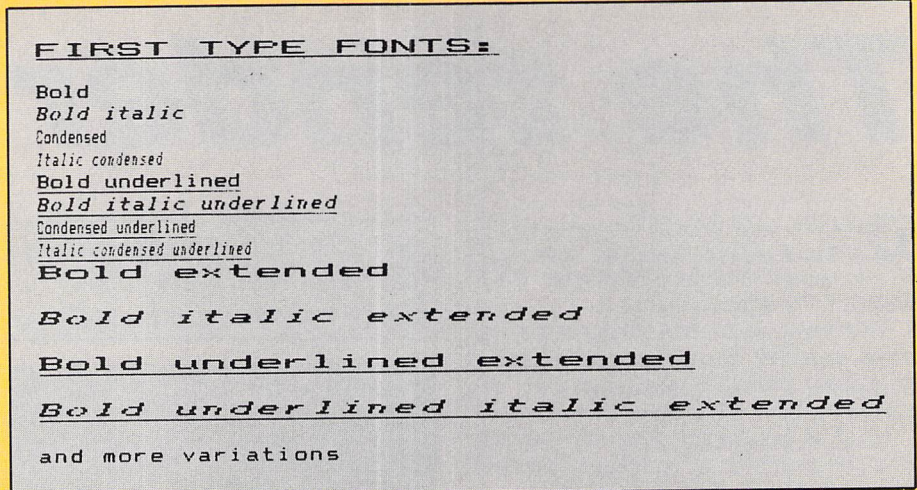 FIRST TYPE FONTS:
Bold
Bold italic
Condensed
Italic condensed
Bold underlined
Bold italic underlined
Condensed underlined
Italic condensed underlined
Bold extended
Bold italic extended
Bold underlined extended
Bold underlined italic extended
and more variations